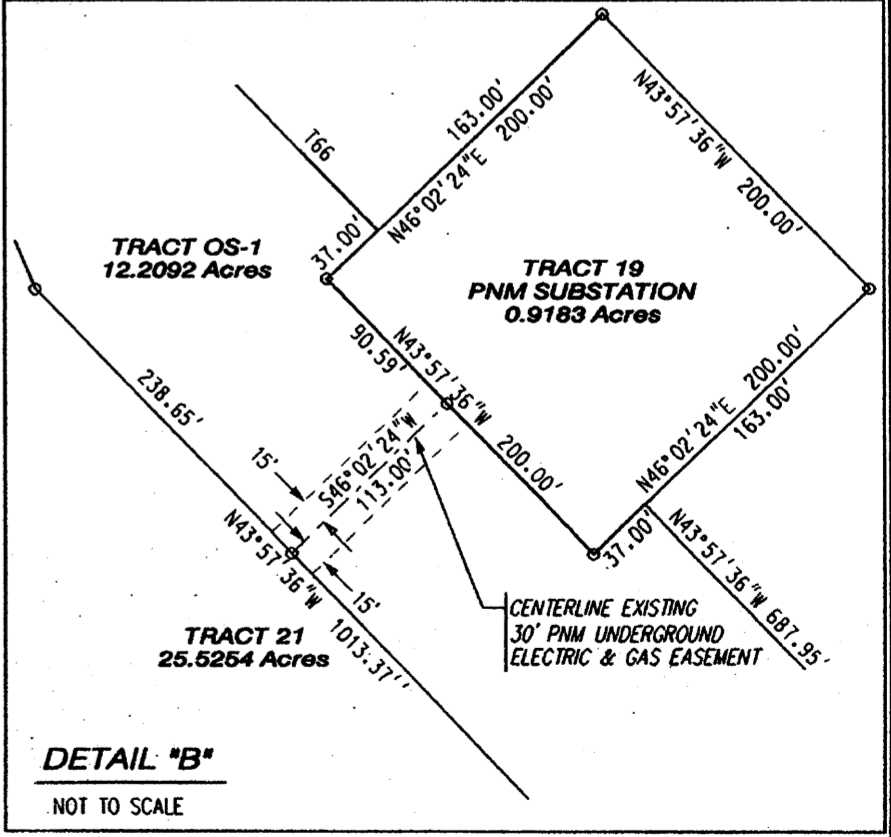 163.00'
N46°02'24"E 200.00'
N43°57'36"W 200.00'
T66
37.00'
TRACT OS-1
12.2092 Acres
TRACT 19
PNM SUBSTATION
0.9183 Acres
90.59'
N43°57'36"W
200.00'
N46°02'24"E 200.00'
163.00'
238.65'
15'
S46°02'24"W
113.00'
N43°57'36"W
1013.37''
15'
37.00'
N43°57'36"W 687.95'
CENTERLINE EXISTING
30' PNM UNDERGROUND
ELECTRIC & GAS EASEMENT
TRACT 21
25.5254 Acres
DETAIL "B"
NOT TO SCALE